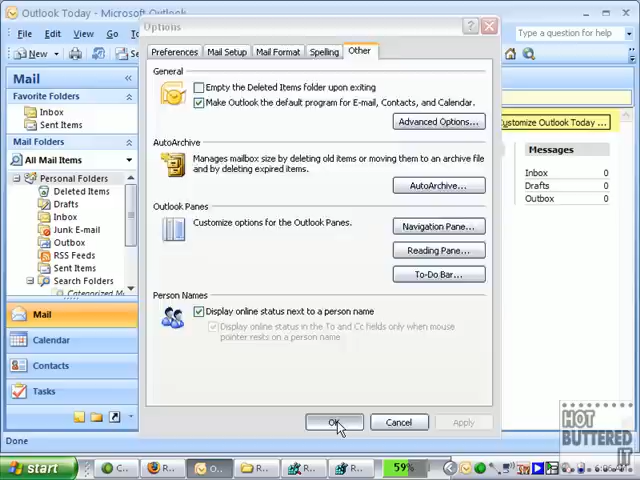 Outlook Today - Microsoft Outlook
File Edit View Go
Type a question for help
New
Options
Preferences Mail Setup Mail Format Spelling Other
General
Empty the Deleted Items folder upon exiting
Make Outlook the default program for E-mail, Contacts, and Calendar.
Advanced Options...
AutoArchive
Manages mailbox size by deleting old items or moving them to an archive file
and by deleting expired items.
AutoArchive...
Outlook Panes
Customize options for the Outlook Panes.
Navigation Pane...
Reading Pane...
To-Do Bar...
Person Names
Display online status next to a person name
Display online status in the To and Cc fields only when mouse
pointer rests on a person name
OK Cancel Apply
Mail
Favorite Folders
Inbox
Sent Items
Mail Folders
All Mail Items
Personal Folders
Deleted Items
Drafts
Inbox
Junk E-mail
Outbox
RSS Feeds
Sent Items
Search Folders
Categorized M
Mail
Calendar
Contacts
Tasks
Customize Outlook Today ...
Messages
Inbox 0
Drafts 0
Outbox 0
Done
HOT
BUTTERED
IT
start C... R... O... R... R... R... 59%